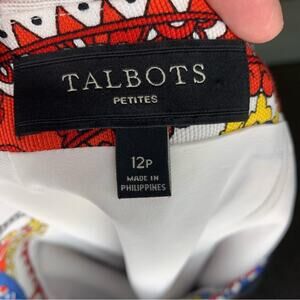 TALBOTS
PETITES
12P
MADE IN
PHILIPPINES